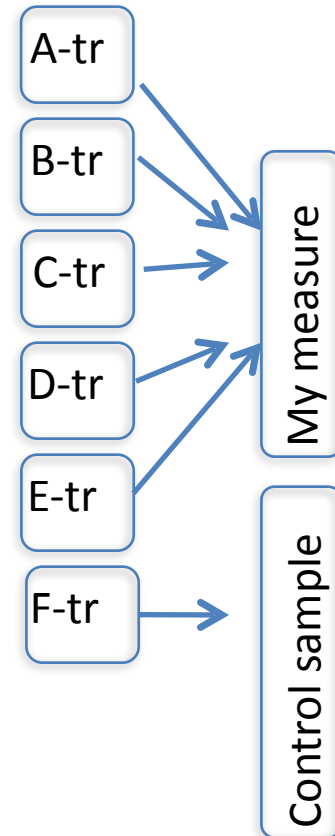 A-tr
B-tr
C-tr
D-tr
E-tr
F-tr
My measure
Control sample